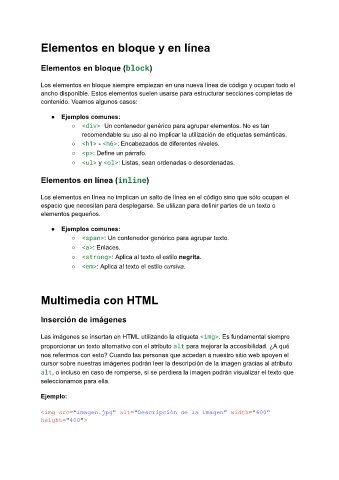 Elementos en bloque y en línea
Elementos en bloque (block)
Los elementos en bloque siempre empiezan en una nueva línea de código y ocupan todo el
ancho disponible. Estos elementos suelen usarse para estructurar secciones completas de
contenido. Veamos algunos casos:
● Ejemplos comunes:
○ <div> Un contenedor genérico para agrupar elementos. No es tan
recomendable su uso al no implicar la utilización de etiquetas semánticas.
○ <h1> - <h6>: Encabezados de diferentes niveles.
○ <p>: Define un párrafo.
○ <ul> y <ol>: Listas, sean ordenadas o desordenadas.
Elementos en línea (inline)
Los elementos en línea no implican un salto de línea en el código sino que sólo ocupan el
espacio que necesitan para desplegarse. Se utilizan para definir partes de un texto o
elementos pequeños.
● Ejemplos comunes:
○ <span>: Un contenedor genérico para agrupar texto.
○ <a>: Enlaces.
○ <strong>: Aplica al texto el estilo negrita.
○ <em>: Aplica al texto el estilo cursiva.
Multimedia con HTML
Inserción de imágenes
Las imágenes se insertan en HTML utilizando la etiqueta <img>. Es fundamental siempre
proporcionar un texto alternativo con el atributo alt para mejorar la accesibilidad. ¿A qué
nos referimos con esto? Cuando las personas que accedan a nuestro sitio web apoyen el
cursor sobre nuestras imágenes podrán leer la descripción de la imagen gracias al atributo
alt, o incluso en caso de romperse, si se perdiera la imagen podrán visualizar el texto que
seleccionamos para ella.
Ejemplo:
<img src="imagen.jpg" alt="Descripción de la imagen" width="600"
height="400">